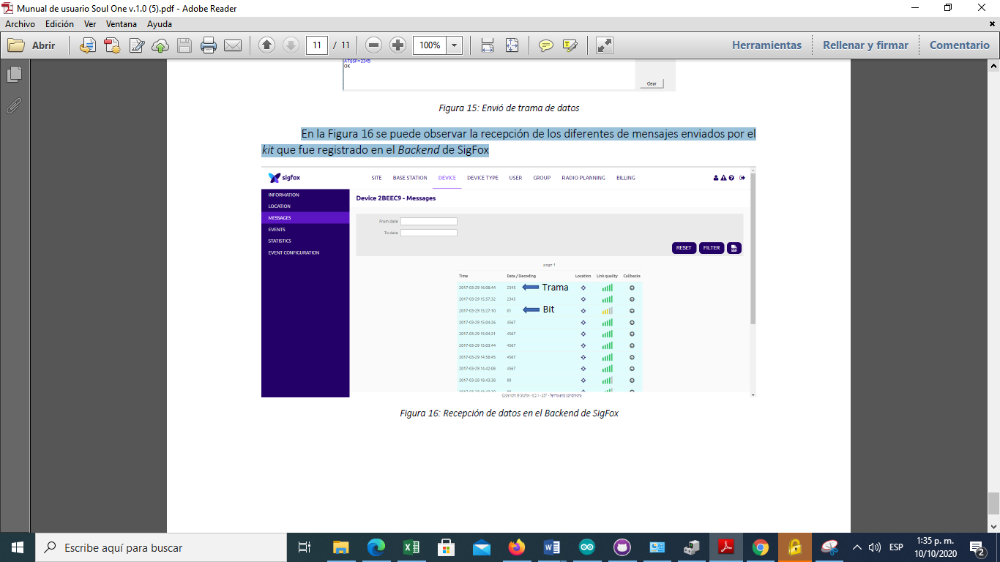 Munual de usuario Soul One v.1.0 (5).pdf - Adobe Reader
Archivo Edición Ver Ventana Ayuda
Abrir 11 / 11 100% Herramientas Rellenar y firmar Comentario
AT$SF=2345
OK
Clear
Figura 15: Envió de trama de datos
En la Figura 16 se puede observar la recepción de los diferentes de mensajes enviados por el
kit que fue registrado en el Backend de SigFox
sigfox SITE BASE STATION DEVICE DEVICE TYPE USER GROUP RADIO PLANNING BILLING
INFORMATION
LOCATION
MESSAGES
EVENTS
STATISTICS
EVENT CONFIGURATION
Device 2BEEC9 - Messages
From date
To date
RESET FILTER
page 1
Time Data / Decoding Location Link quality Callbacks
2017-03-29 16:08:44 2345 Trama
2017-03-29 15:57:32 2345
2017-03-29 15:27:10 01 Bit
2017-03-29 15:04:26 4567
2017-03-29 15:04:21 4567
2017-03-29 15:03:44 4567
2017-03-29 14:58:45 4567
2017-03-29 14:42:08 4567
2017-03-28 18:43:38 00
Copyright © Sigfox - Terms and conditions
Figura 16: Recepción de datos en el Backend de SigFox
Escribe aquí para buscar
ESP
1:35 p. m.
10/10/2020
2